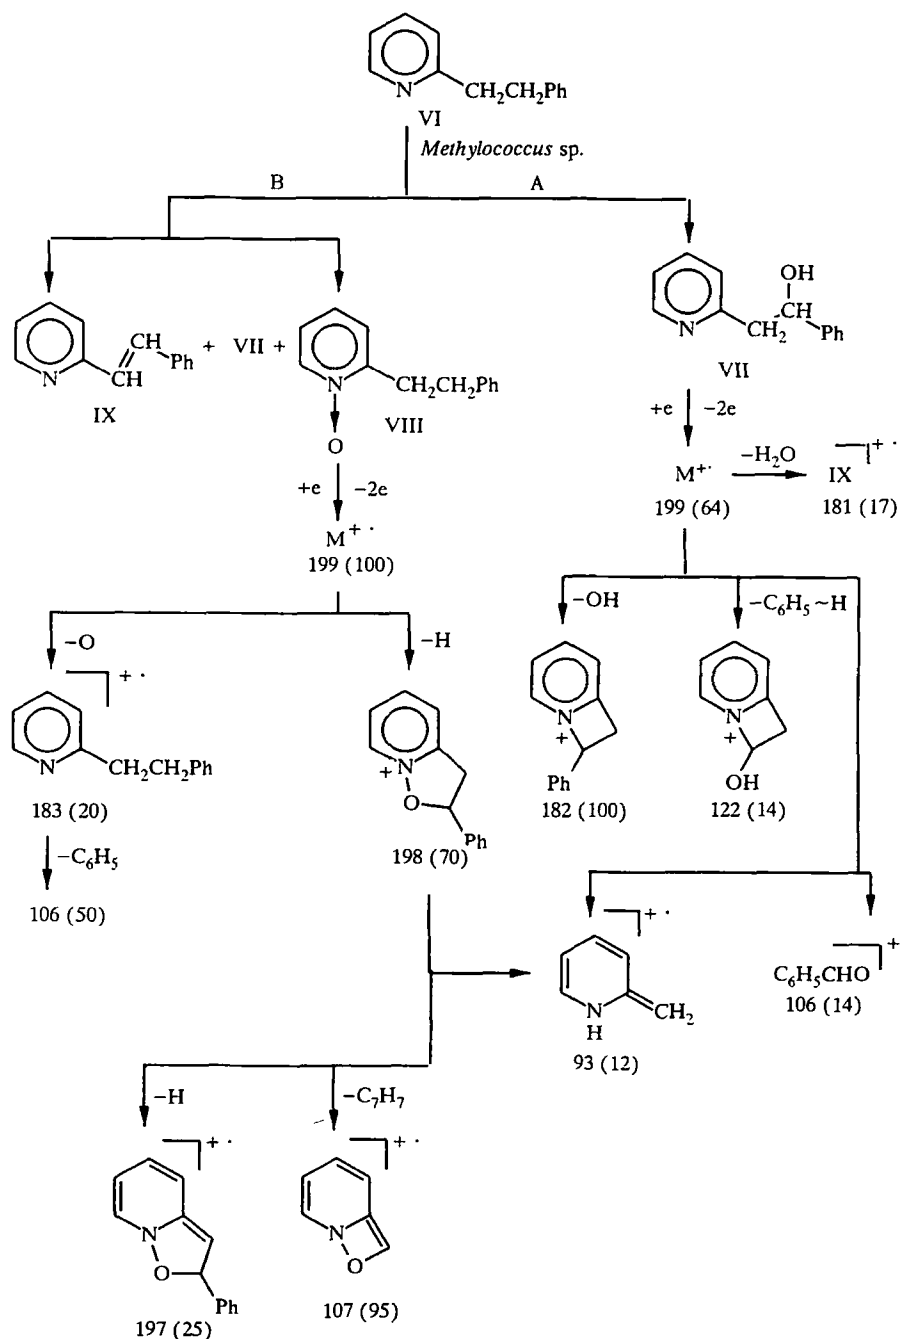 N CH₂CH₂Ph
VI
Methylococcus sp.
B A
OH
N CH CH Ph + VII + N CH₂CH₂Ph
N CH₂ CH Ph
IX O VIII
VII
+e −2e
+e −2e
M⁺· −H₂O IX ⁺·
199 (64) 181 (17)
M⁺·
199 (100)
−O −H −OH −C₆H₅~H
+·
N CH₂CH₂Ph
N + O Ph
N + Ph
N + OH
183 (20) 198 (70) 182 (100) 122 (14)
−C₆H₅
106 (50)
+·
N H CH₂
93 (12)
C₆H₅CHO +
106 (14)
−H −C₇H₇
+· +·
N O Ph
N O
197 (25) 107 (95)